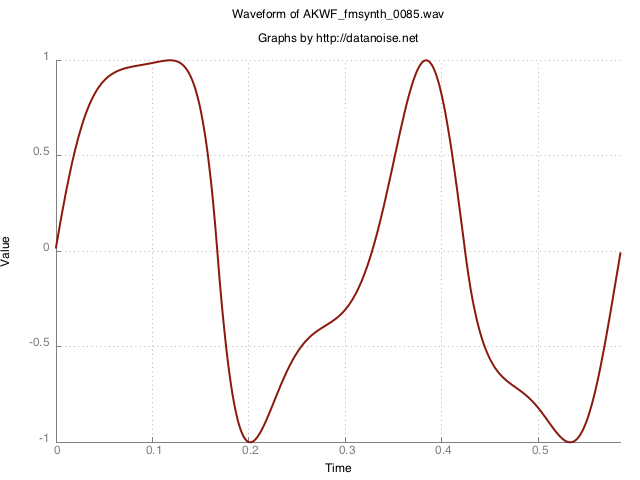 Waveform of AKWF_fmsynth_0085.wav
Graphs by http://datanoise.net
1
0.5
0
-0.5
-1
Value
0 0.1 0.2 0.3 0.4 0.5
Time